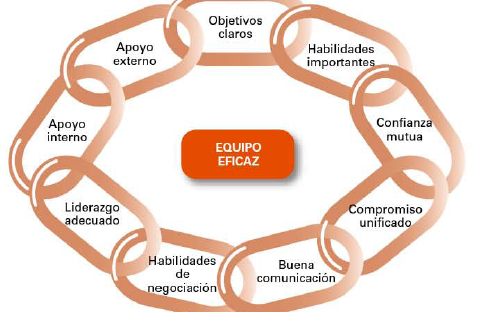 Objetivos
claros
Habilidades
importantes
Confianza
mutua
Compromiso
unificado
Buena
comunicación
Habilidades
de
negociación
Liderazgo
adecuado
Apoyo
interno
Apoyo
externo
EQUIPO
EFICAZ